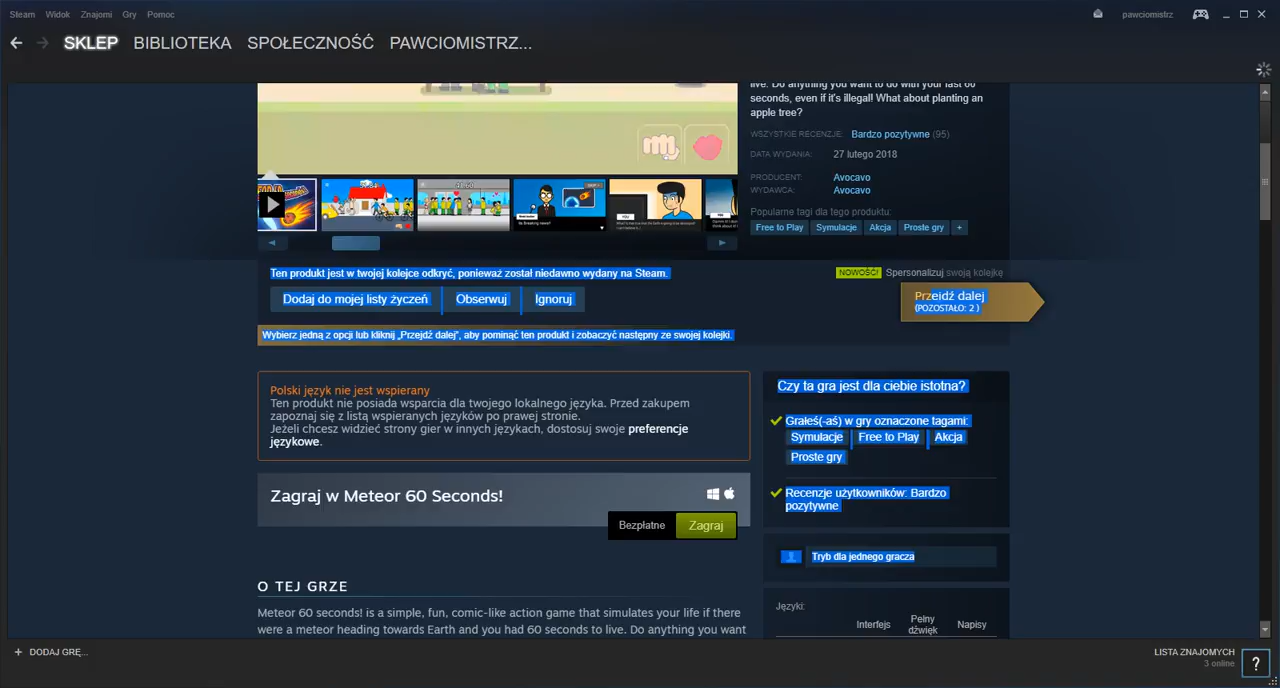 Steam Widok Znajomi Gry Pomoc
pawciomistrz
SKLEP BIBLIOTEKA SPOŁECZNOŚĆ PAWCIOMISTRZ...
live. Do anything you want to do with your last 60
seconds, even if it's illegal! What about planting an
apple tree?
WSZYSTKIE RECENZJE: Bardzo pozytywne (95)
DATA WYDANIA: 27 lutego 2018
PRODUCENT: Avocavo
WYDAWCA: Avocavo
Popularne tagi dla tego produktu:
Free to Play Symulacje Akcja Proste gry +
Ten produkt jest w twojej kolejce odkryć, ponieważ został niedawno wydany na Steam.
NOWOŚĆ! Spersonalizuj swoją kolejkę
Dodaj do mojej listy życzeń Obserwuj Ignoruj
Przejdź dalej
(POZOSTAŁO: 2 )
Wybierz jedną z opcji lub kliknij „Przejdź dalej”, aby pominąć ten produkt i zobaczyć następny ze swojej kolejki.
Polski język nie jest wspierany
Ten produkt nie posiada wsparcia dla twojego lokalnego języka. Przed zakupem
zapoznaj się z listą wspieranych języków po prawej stronie.
Jeżeli chcesz widzieć strony gier w innych językach, dostosuj swoje preferencje
językowe.
Czy ta gra jest dla ciebie istotna?
Grałeś(-aś) w gry oznaczone tagami:
Symulacje Free to Play Akcja
Proste gry
Recenzje użytkowników: Bardzo
pozytywne
Zagraj w Meteor 60 Seconds!
Bezpłatne Zagraj
Tryb dla jednego gracza
O TEJ GRZE
Meteor 60 seconds! is a simple, fun, comic-like action game that simulates your life if there
were a meteor heading towards Earth and you had 60 seconds to live. Do anything you want
Języki:
Interfejs Pełny dźwięk Napisy
+ DODAJ GRĘ...
LISTA ZNAJOMYCH
3 online
?